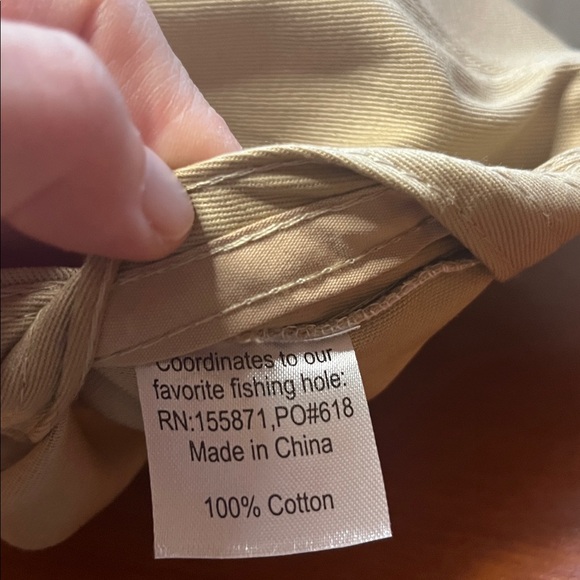 Coordinates to our
favorite fishing hole:
RN:155871,PO#618
Made in China
100% Cotton